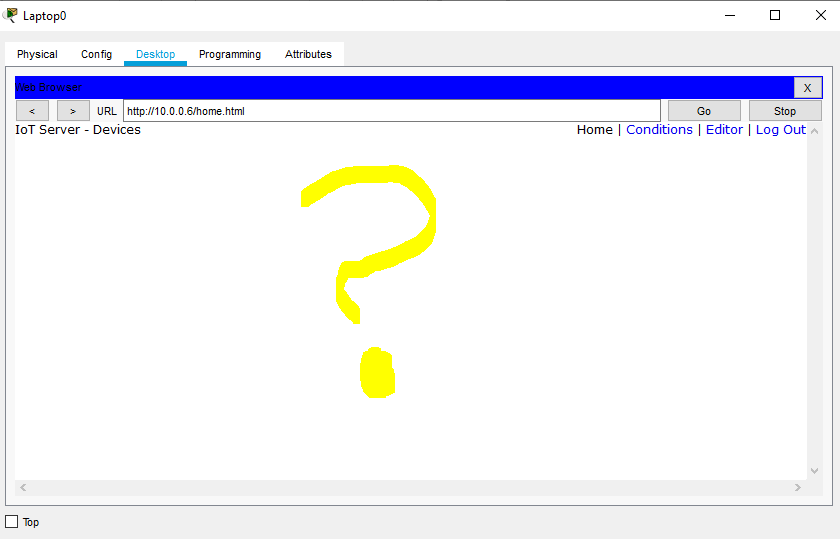 Laptop0
Physical Config Desktop Programming Attributes
Web Browser X
< > URL http://10.0.0.6/home.html Go Stop
IoT Server - Devices Home | Conditions | Editor | Log Out
?
Top